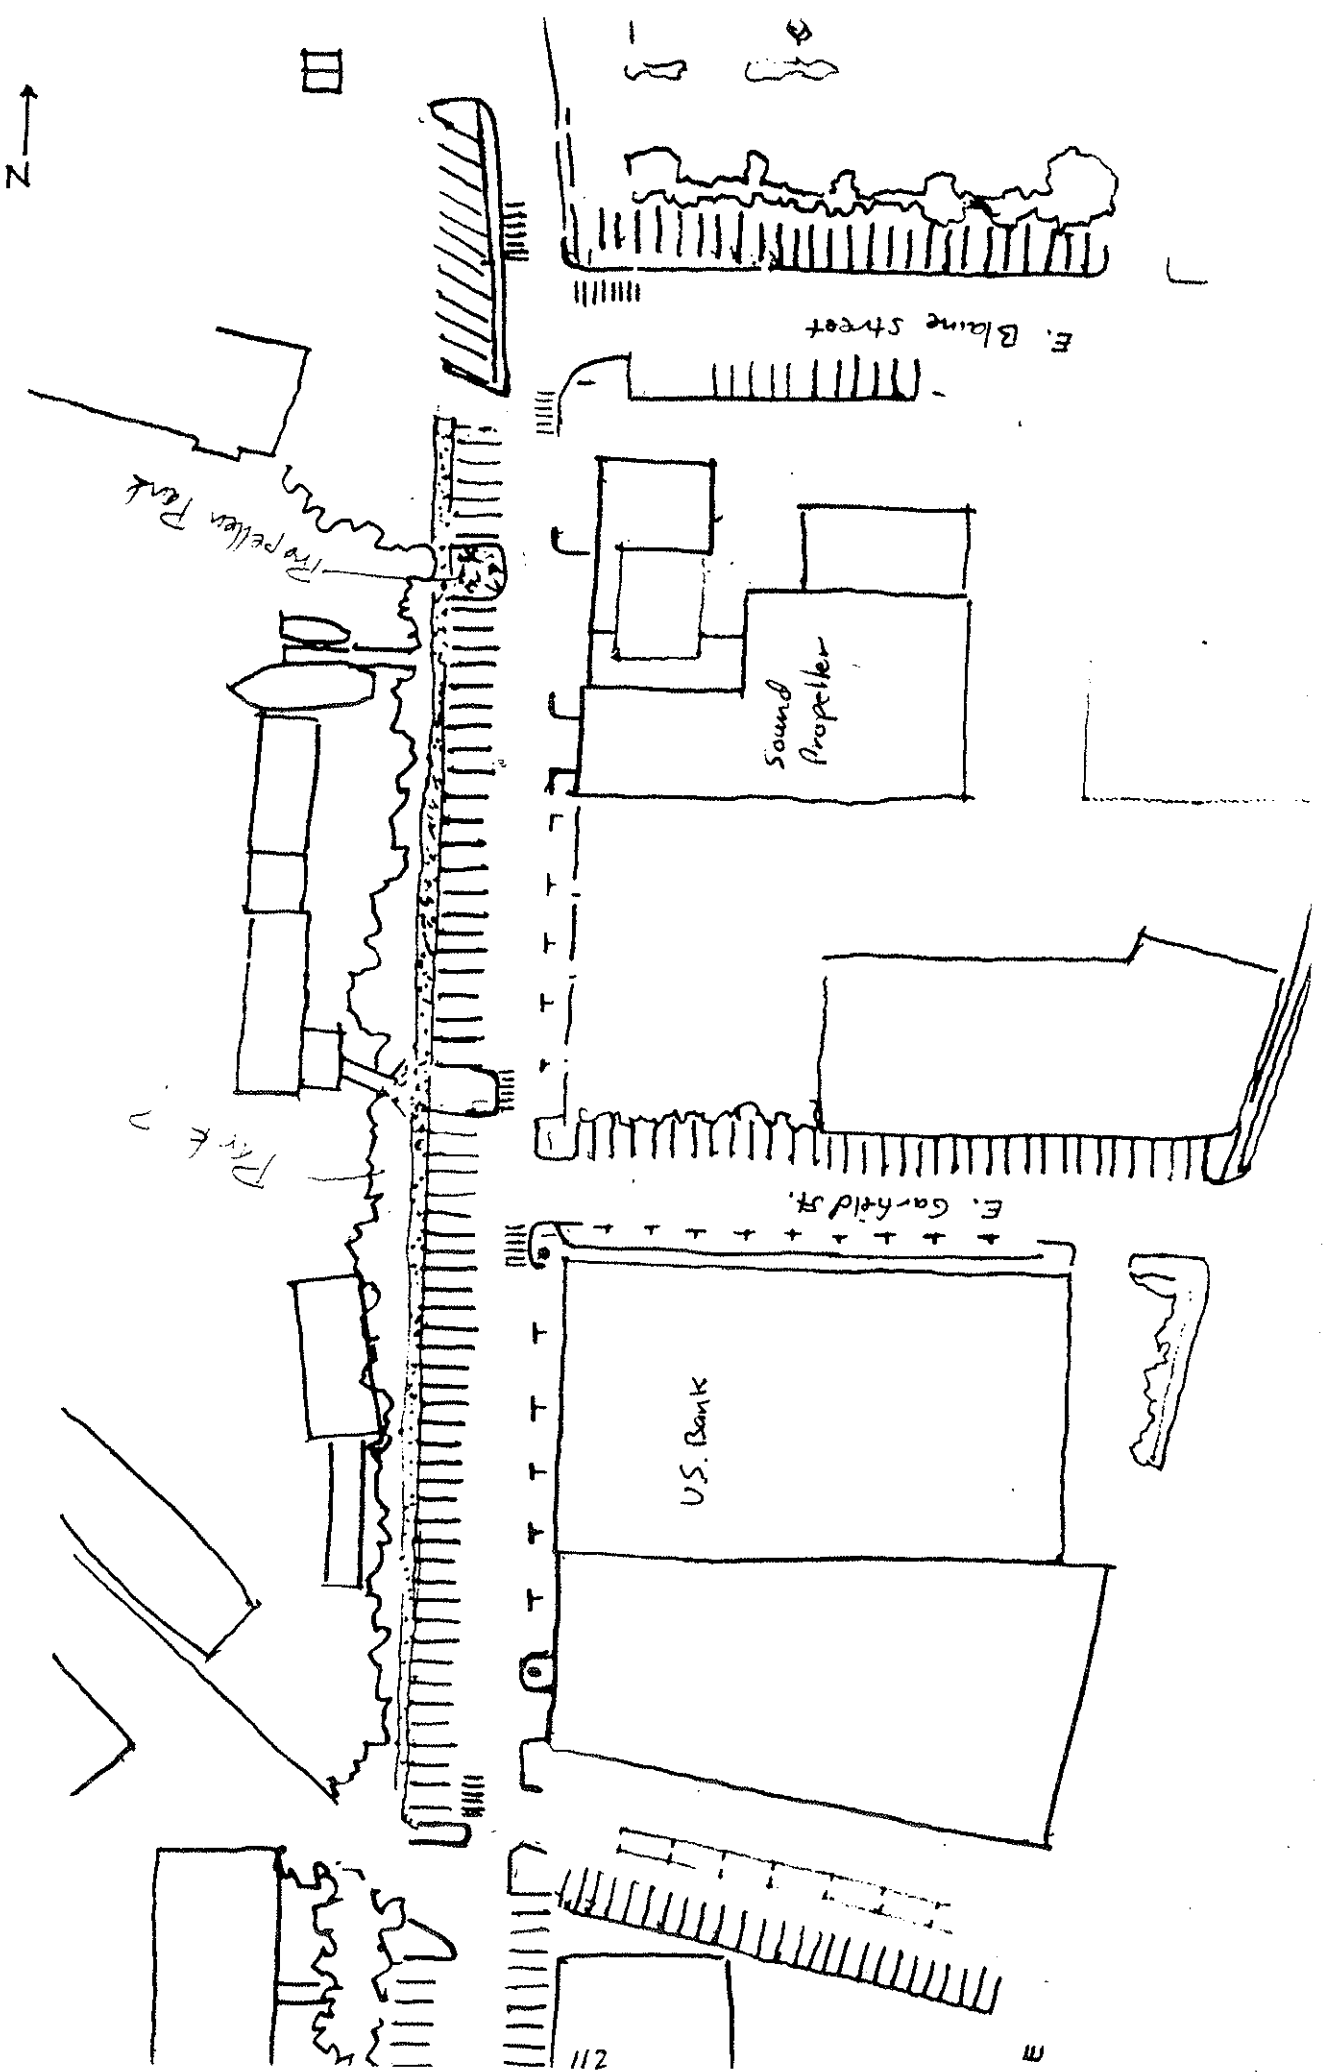 N
E. Blaine Street
Propeller Park
Sound
Propeller
Park
E. Garfield St.
U.S. Bank
112
E